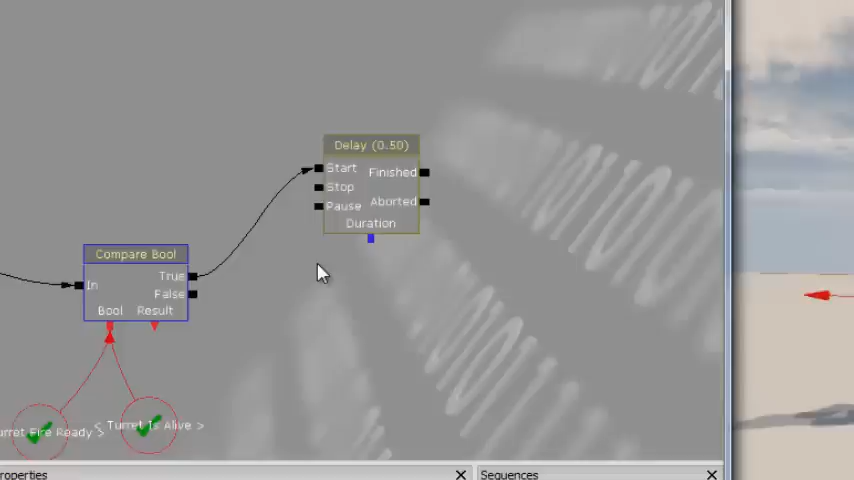 Delay (0.50)
Start
Finished
Stop
Aborted
Pause
Duration
Compare Bool
True
In
False
Bool Result
urret Fire Ready >
< Turret Is Alive >
roperties
Sequences